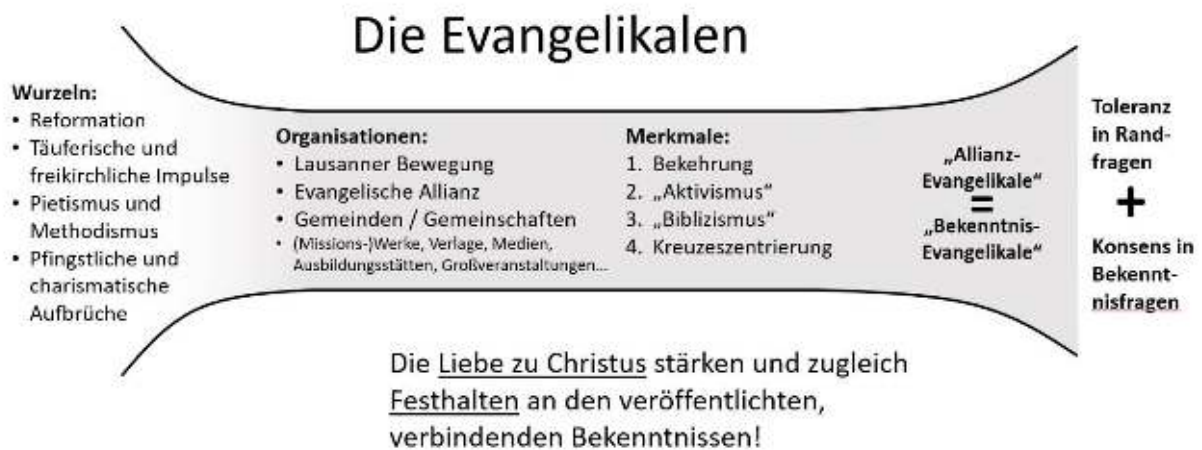 Die Evangelikalen
Wurzeln:
• Reformation
• Täuferische und
freikirchliche Impulse
• Pietismus und
Methodismus
• Pfingstliche und
charismatische
Aufbrüche
Organisationen:
• Lausanner Bewegung
• Evangelische Allianz
• Gemeinden / Gemeinschaften
• (Missions-)Werke, Verlage, Medien,
Ausbildungsstätten, Großveranstaltungen...
Merkmale:
1. Bekehrung
2. „Aktivismus“
3. „Biblizismus“
4. Kreuzeszentrierung
„Allianz-
Evangelikale“
=
„Bekenntnis-
Evangelikale“
Toleranz
in Rand-
fragen
+
Konsens in
Bekennt-
nisfragen
Die Liebe zu Christus stärken und zugleich
Festhalten an den veröffentlichten,
verbindenden Bekenntnissen!